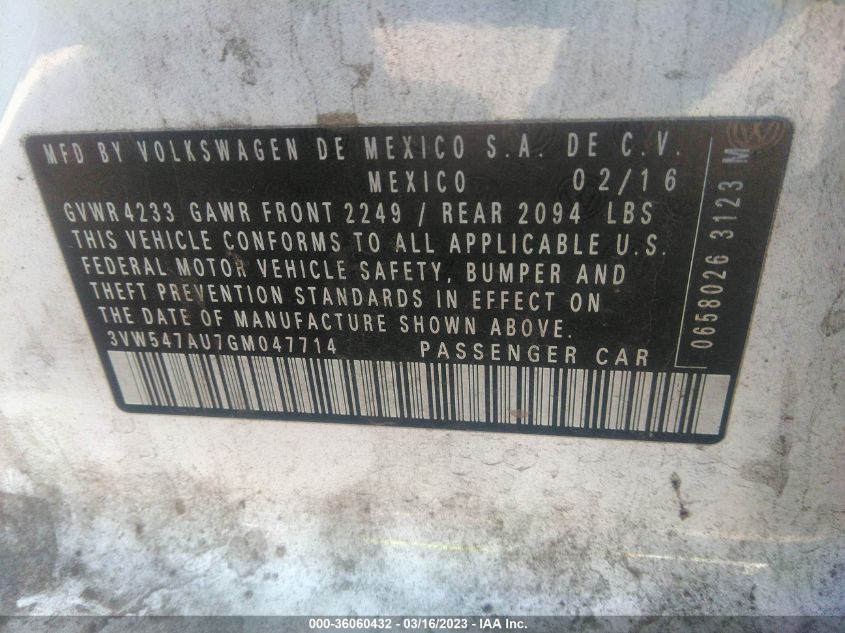 MFD BY VOLKSWAGEN DE MEXICO S.A. DE C.V.
MEXICO 02/16
GVWR 4233 GAWR FRONT 2249 / REAR 2094 LBS
THIS VEHICLE CONFORMS TO ALL APPLICABLE U.S.
FEDERAL MOTOR VEHICLE SAFETY, BUMPER AND
THEFT PREVENTION STANDARDS IN EFFECT ON
THE DATE OF MANUFACTURE SHOWN ABOVE.
3VW547AU7GM047714 PASSENGER CAR
0658026 3123 M
000-36060432 - 03/16/2023 - IAA Inc.